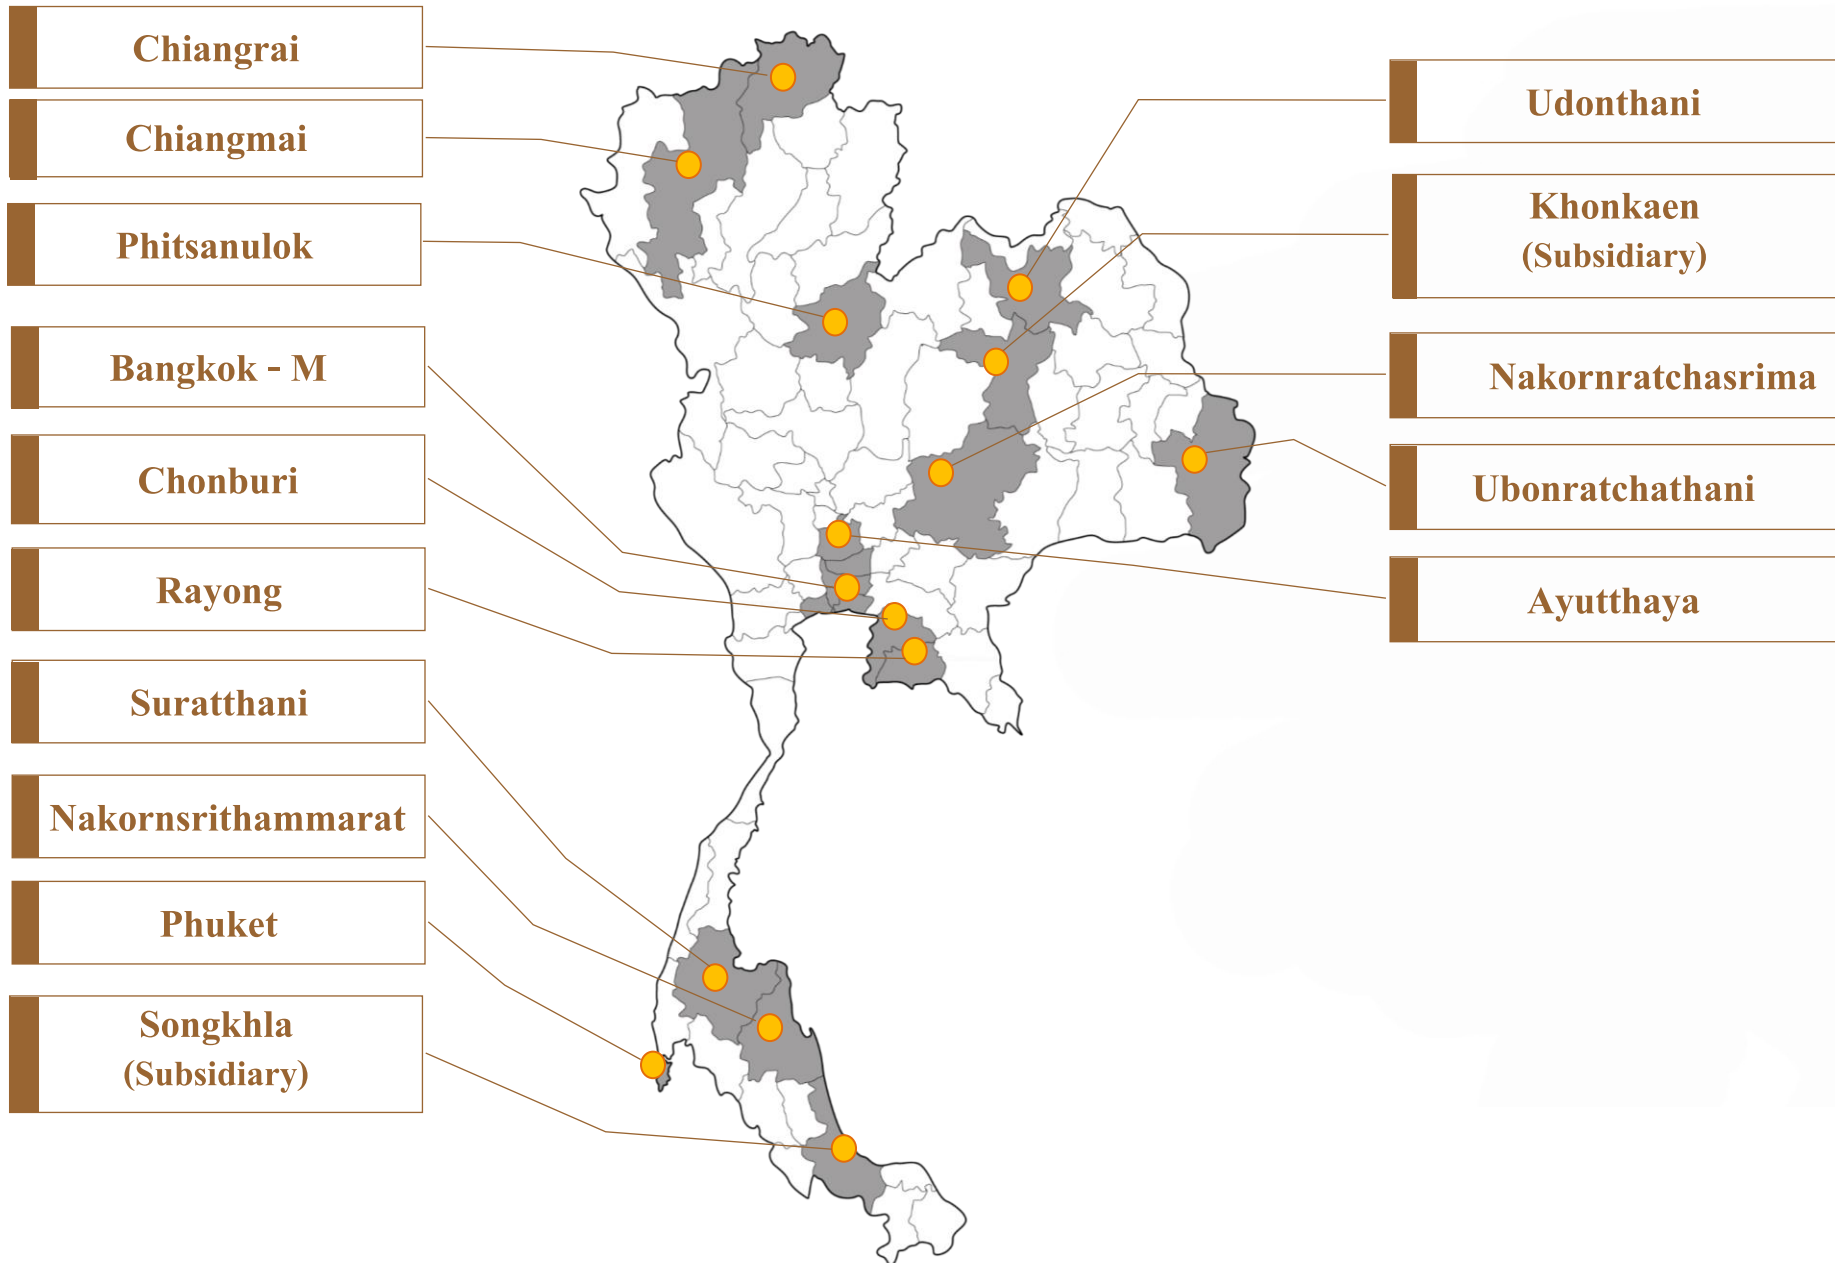 Chiangrai
Chiangmai
Phitsanulok
Bangkok - M
Chonburi
Rayong
Suratthani
Nakornsrithammarat
Phuket
Songkhla
(Subsidiary)
Udonthani
Khonkaen
(Subsidiary)
Nakornratchasrima
Ubonratchathani
Ayutthaya